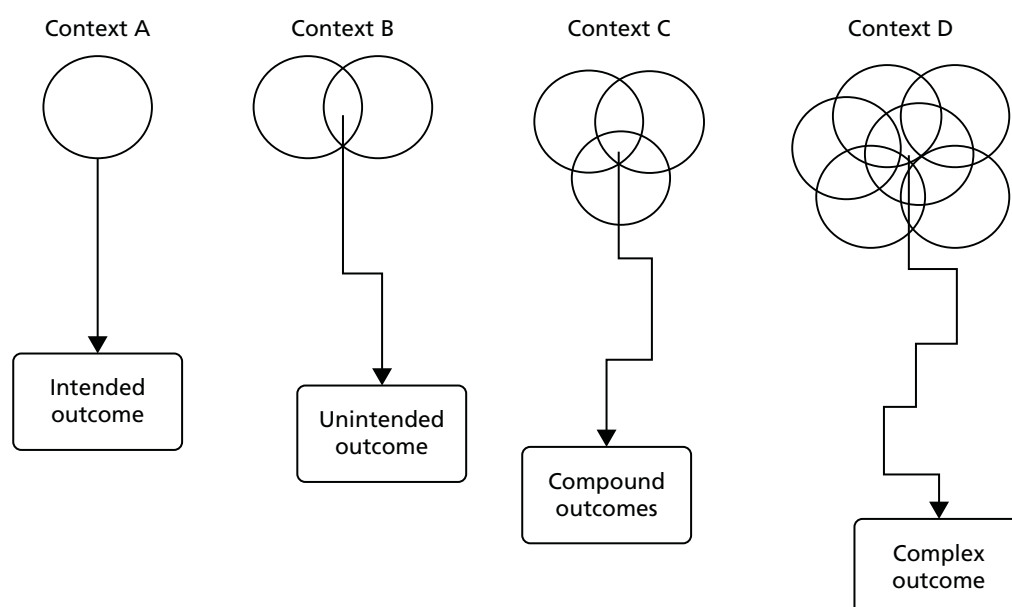 Context A
Context B
Context C
Context D
Intended
outcome
Unintended
outcome
Compound
outcomes
Complex
outcome